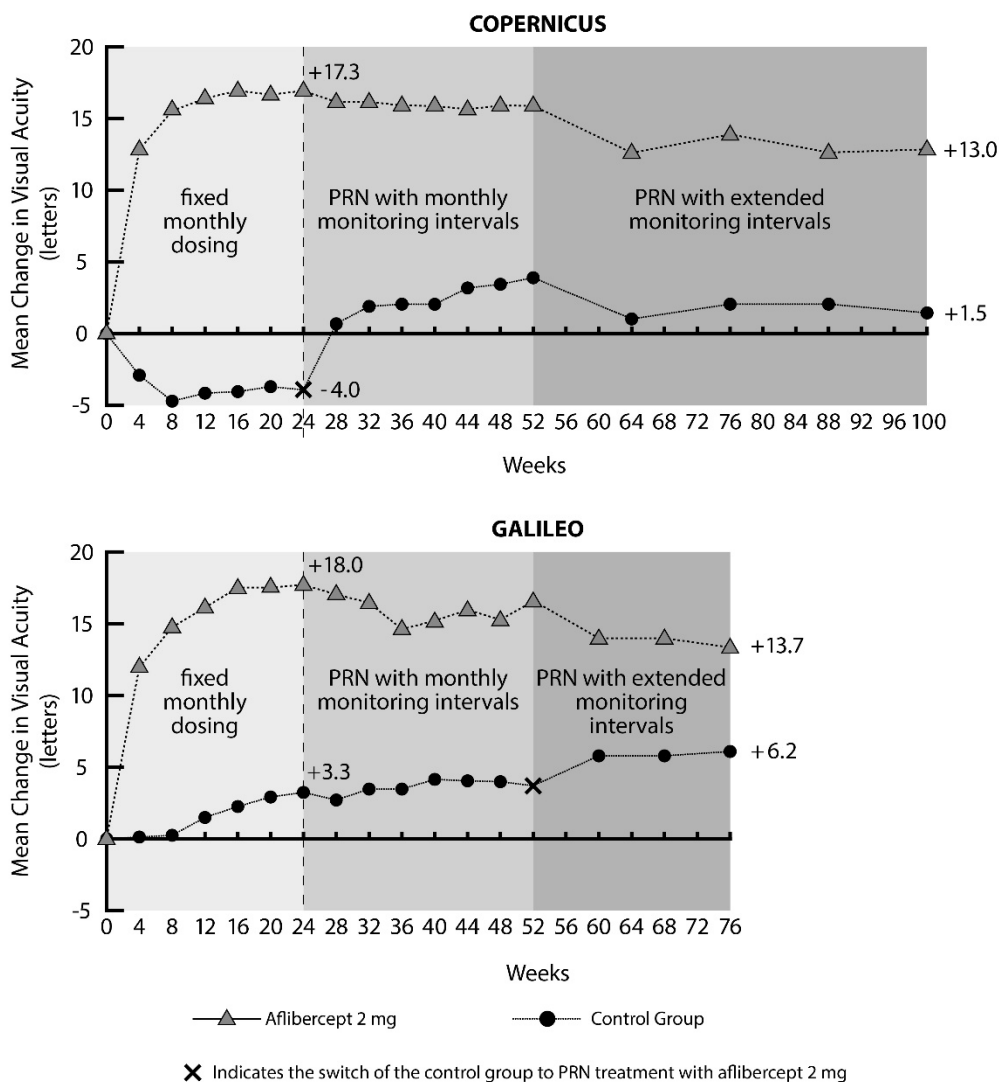 COPERNICUS
Mean Change in Visual Acuity
(letters)
20
15
10
5
0
-5
+17.3
+13.0
fixed
monthly
dosing
PRN with monthly
monitoring intervals
PRN with extended
monitoring intervals
+1.5
- 4.0
0 4 8 12 16 20 24 28 32 36 40 44 48 52 56 60 64 68 72 76 80 84 88 92 96 100
Weeks
GALILEO
Mean Change in Visual Acuity
(letters)
20
15
10
5
0
-5
+18.0
+13.7
fixed
monthly
dosing
PRN with monthly
monitoring intervals
PRN with extended
monitoring
intervals
+3.3
+6.2
0 4 8 12 16 20 24 28 32 36 40 44 48 52 56 60 64 68 72 76
Weeks
Aflibercept 2 mg
Control Group
Indicates the switch of the control group to PRN treatment with aflibercept 2 mg